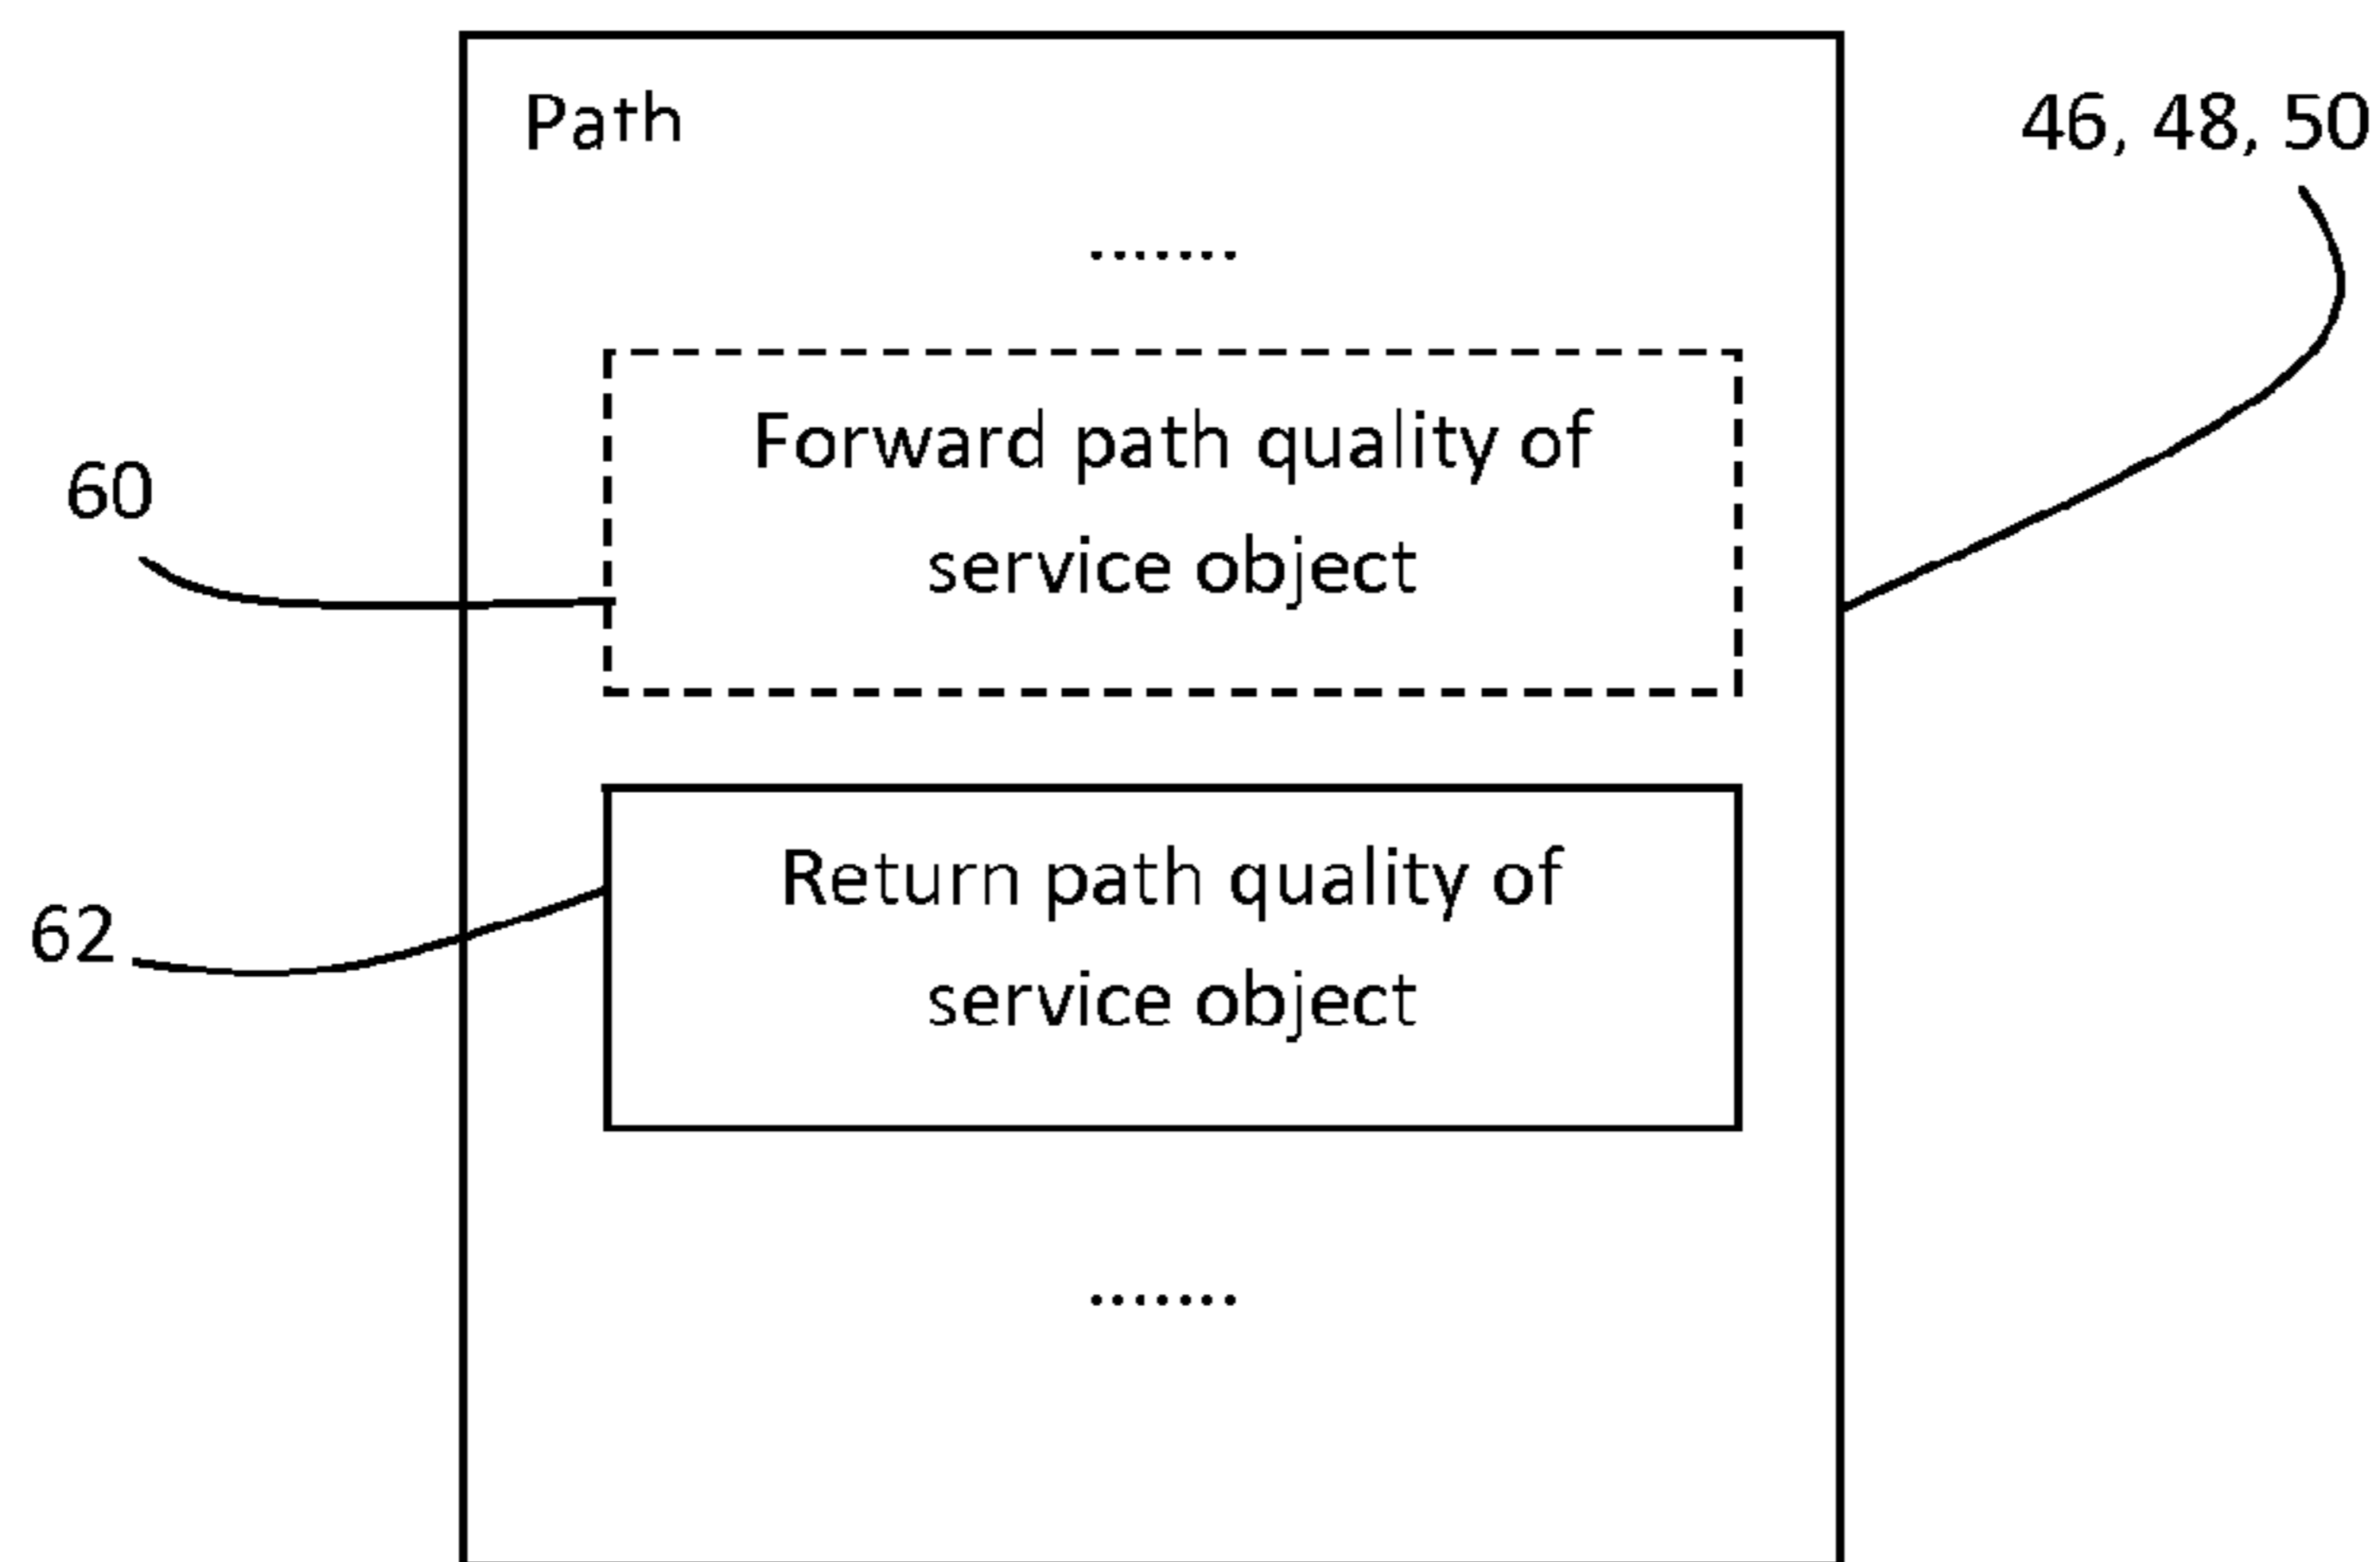 Path
46, 48, 50
.......
Forward path quality of
service object
60
Return path quality of
service object
62
.......